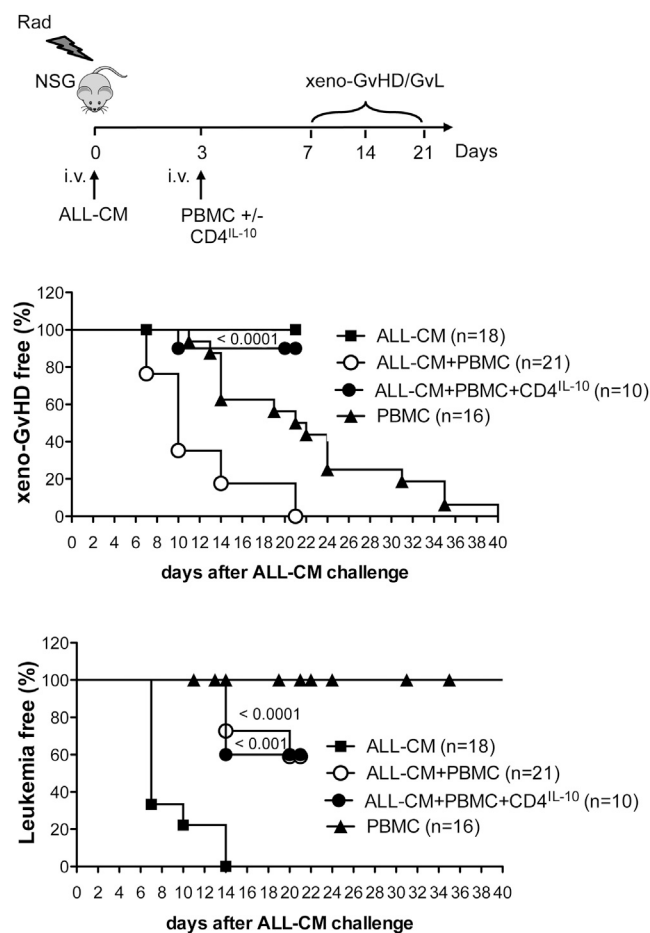 Rad
NSG
xeno-GvHD/GvL
0 3 7 14 21 Days
i.v. i.v.
ALL-CM PBMC +/-
CD4IL-10
xeno-GvHD free (%)
120
100
80
60
40
20
0
< 0.0001
ALL-CM (n=18)
ALL-CM+PBMC (n=21)
ALL-CM+PBMC+CD4IL-10 (n=10)
PBMC (n=16)
0 2 4 6 8 10 12 14 16 18 20 22 24 26 28 30 32 34 36 38 40
days after ALL-CM challenge
Leukemia free (%)
120
100
80
60
40
20
0
< 0.0001
< 0.001
ALL-CM (n=18)
ALL-CM+PBMC (n=21)
ALL-CM+PBMC+CD4IL-10 (n=10)
PBMC (n=16)
0 2 4 6 8 10 12 14 16 18 20 22 24 26 28 30 32 34 36 38 40
days after ALL-CM challenge